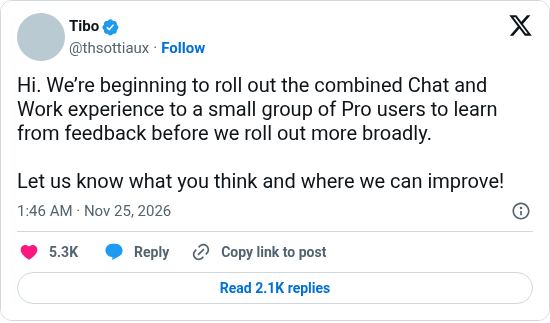 Tibo
@thsottiaux · Follow
Hi. We’re beginning to roll out the combined Chat and
Work experience to a small group of Pro users to learn
from feedback before we roll out more broadly.
Let us know what you think and where we can improve!
1:46 AM · Nov 25, 2026
5.3K Reply Copy link to post
Read 2.1K replies